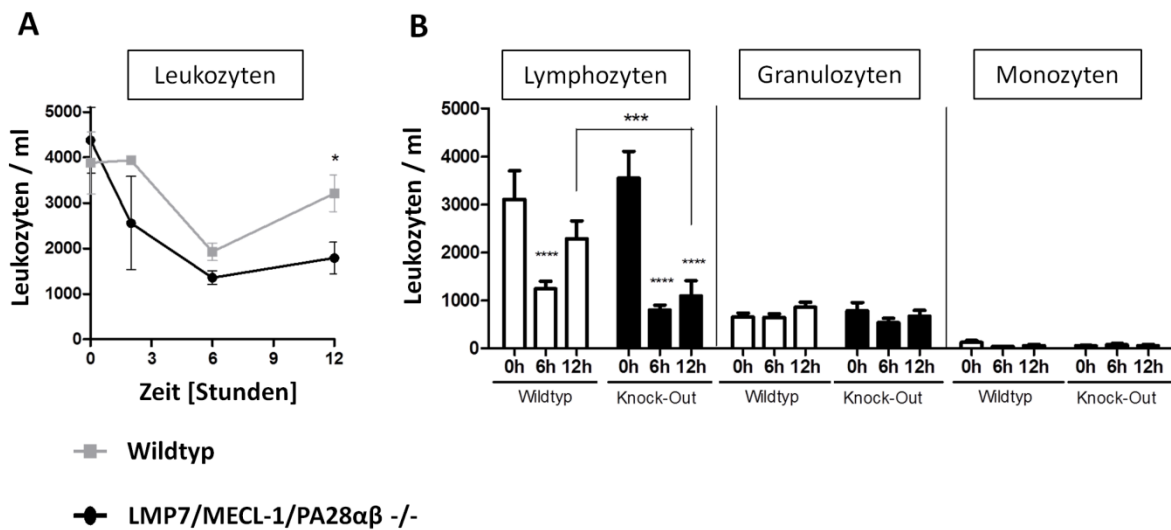 A
Leukozyten
Leukozyten / ml
5000
4000
3000
2000
1000
0
*
0 3 6 9 12
Zeit [Stunden]
Wildtyp
LMP7/MECL-1/PA28αβ -/-
B
Lymphozyten Granulozyten Monozyten
Leukozyten / ml
5000
4000
3000
2000
1000
0
***
**** **** ****
0h 6h 12h 0h 6h 12h 0h 6h 12h 0h 6h 12h 0h 6h 12h 0h 6h 12h
Wildtyp Knock-Out Wildtyp Knock-Out Wildtyp Knock-Out